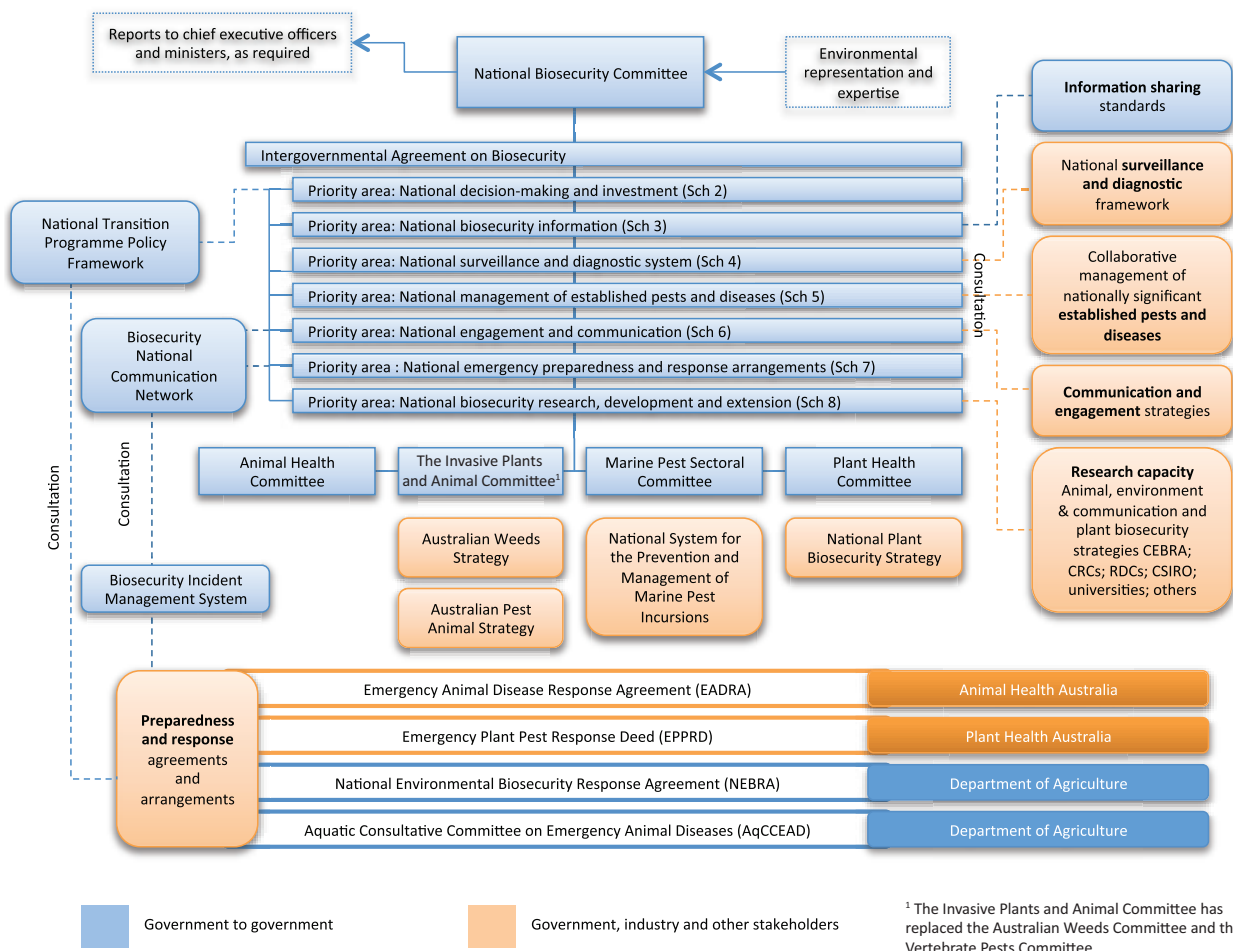 Reports to chief executive officers
and ministers, as required
National Biosecurity Committee
Environmental
representation and
expertise
Information sharing
standards
Intergovernmental Agreement on Biosecurity
Priority area: National decision-making and investment (Sch 2)
Priority area: National biosecurity information (Sch 3)
Priority area: National surveillance and diagnostic system (Sch 4)
Priority area: National management of established pests and diseases (Sch 5)
Priority area: National engagement and communication (Sch 6)
Priority area : National emergency preparedness and response arrangements (Sch 7)
Priority area: National biosecurity research, development and extension (Sch 8)
National Transition
Programme Policy
Framework
Biosecurity
National
Communication
Network
Consultation
National surveillance
and diagnostic
framework
Collaborative
management of
nationally significant
established pests and
diseases
Communication and
engagement strategies
Research capacity
Animal, environment
& communication and
plant biosecurity
strategies CEBRA;
CRCs; RDCs; CSIRO;
universities; others
Animal Health
Committee
The Invasive Plants
and Animal Committee¹
Marine Pest Sectoral
Committee
Plant Health
Committee
Consultation
Consultation
Australian Weeds
Strategy
Australian Pest
Animal Strategy
National System for
the Prevention and
Management of
Marine Pest
Incursions
National Plant
Biosecurity Strategy
Biosecurity Incident
Management System
Preparedness
and response
agreements
and
arrangements
Emergency Animal Disease Response Agreement (EADRA)
Animal Health Australia
Emergency Plant Pest Response Deed (EPPRD)
Plant Health Australia
National Environmental Biosecurity Response Agreement (NEBRA)
Department of Agriculture
Aquatic Consultative Committee on Emergency Animal Diseases (AqCCEAD)
Department of Agriculture
Government to government
Government, industry and other stakeholders
¹ The Invasive Plants and Animal Committee has
replaced the Australian Weeds Committee and th
Vertebrate Pests Committee